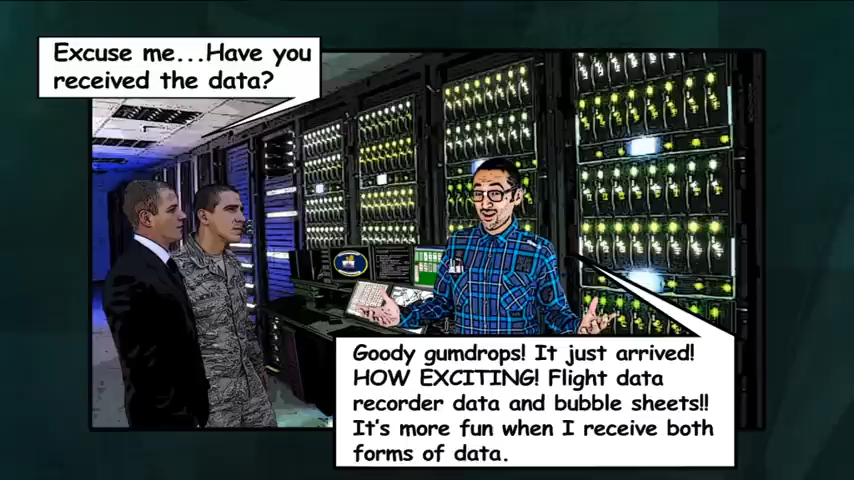 Excuse me...Have you
received the data?
Goody gumdrops! It just arrived!
HOW EXCITING! Flight data
recorder data and bubble sheets!!
It's more fun when I receive both
forms of data.